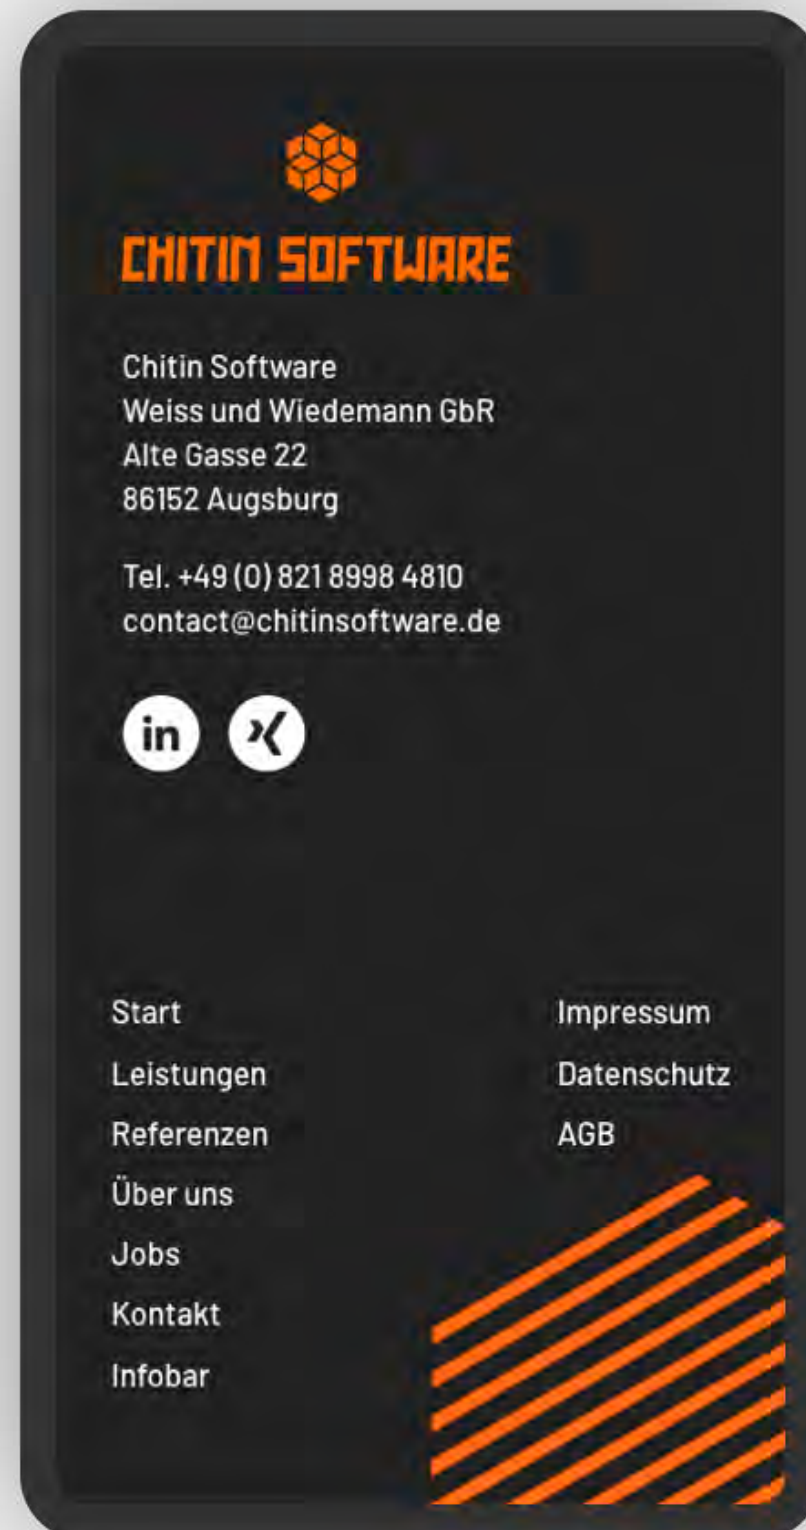 CHITIN SOFTWARE
Chitin Software
Weiss und Wiedemann GbR
Alte Gasse 22
86152 Augsburg
Tel. +49 (0) 821 8998 4810
contact@chitinsoftware.de
in
Start
Leistungen
Referenzen
Über uns
Jobs
Kontakt
Infobar
Impressum
Datenschutz
AGB